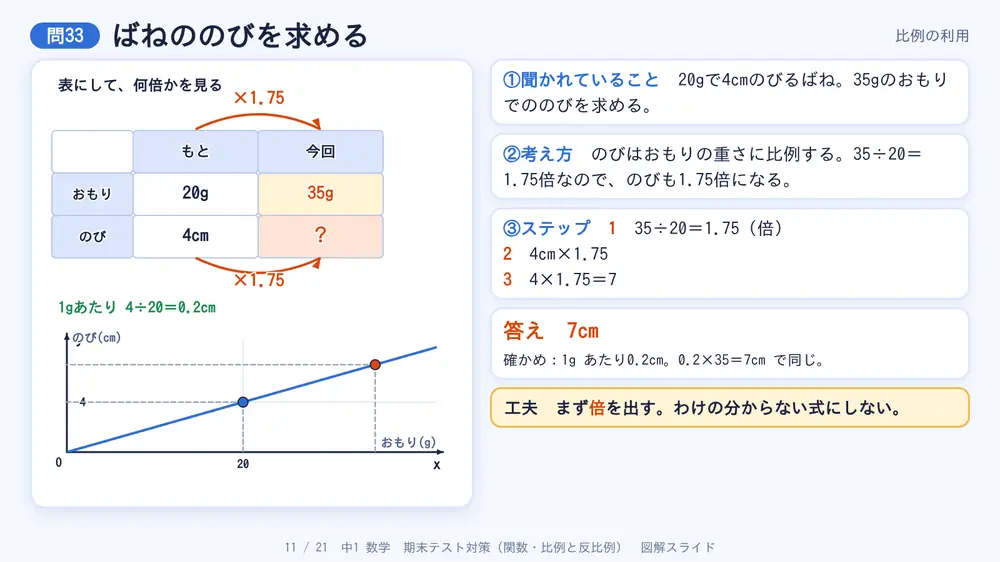 問33 ばねののびを求める
比例の利用
表にして、何倍かを見る
×1.75
もと 今回
おもり 20g 35g
のび 4cm ?
×1.75
1gあたり 4÷20=0.2cm
のび(cm)
4
おもり(g)
0 20 x
①聞かれていること 20gで4cmのびるばね。35gのおもり
でののびを求める。
②考え方 のびはおもりの重さに比例する。35÷20=
1.75倍なので、のびも1.75倍になる。
③ステップ 1 35÷20=1.75（倍）
2 4cm×1.75
3 4×1.75=7
答え 7cm
確かめ：1g あたり0.2cm。0.2×35=7cm で同じ。
工夫 まず倍を出す。わけの分からない式にしない。
11 / 21 中1 数学 期末テスト対策（関数・比例と反比例） 図解スライド